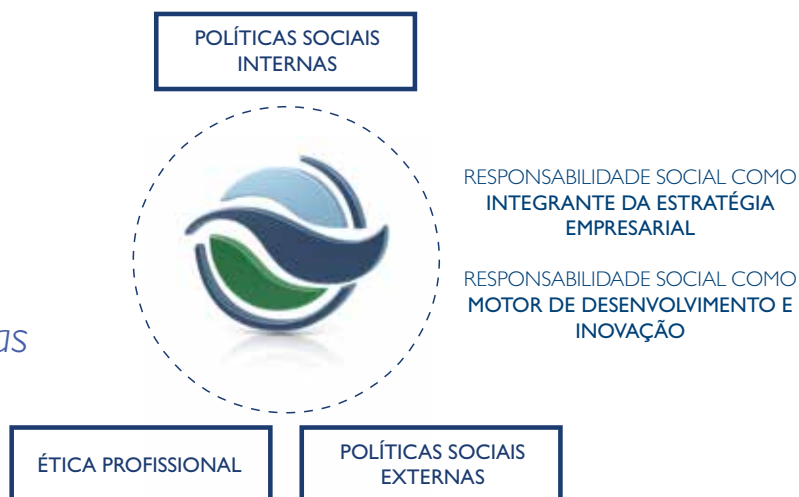 POLÍTICAS SOCIAIS
INTERNAS
RESPONSABILIDADE SOCIAL COMO
INTEGRANTE DA ESTRATÉGIA
EMPRESARIAL
RESPONSABILIDADE SOCIAL COMO
MOTOR DE DESENVOLVIMENTO E
INOVAÇÃO
ÉTICA PROFISSIONAL
POLÍTICAS SOCIAIS
EXTERNAS